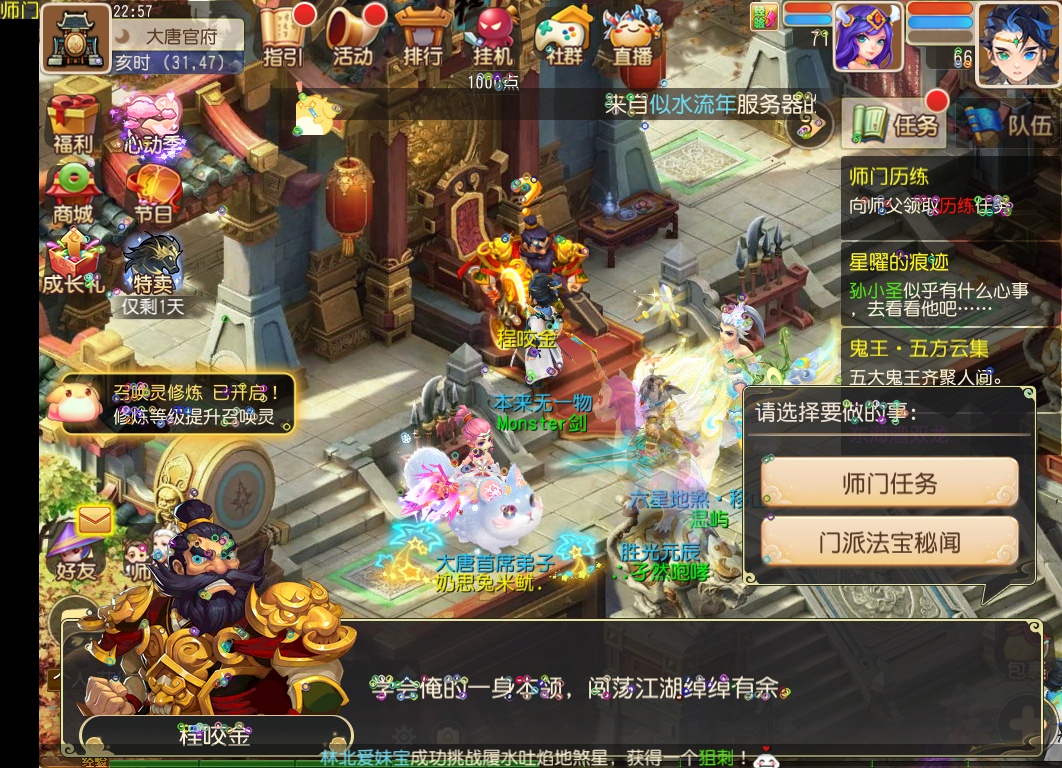 师门
22:57
大唐官府
亥时 (31,47)
指引
活动
排行
挂机
社群
直播
71
66
来自似水流年服务器的
任务
队伍
福利
心动季
商城
节日
成长礼
特卖
仅剩1天
师门历练
向师父领取历练任务
星曜的痕迹
孙小圣似乎有什么心事
，去看看他吧……
鬼王·五方云集
五大鬼王齐聚人间。
程咬金
召唤灵修炼 已开启！
修炼等级提升召唤灵
本来无一物
Monster剑
请选择要做的事：
师门任务
门派法宝秘闻
六星地煞·
温屿
胜光元辰
大唐首席弟子
好友
学会俺的一身本领，闯荡江湖绰绰有余。
程咬金
经验
林北爱妹宝成功挑战履水吐焰地煞星，获得一个狙刺！